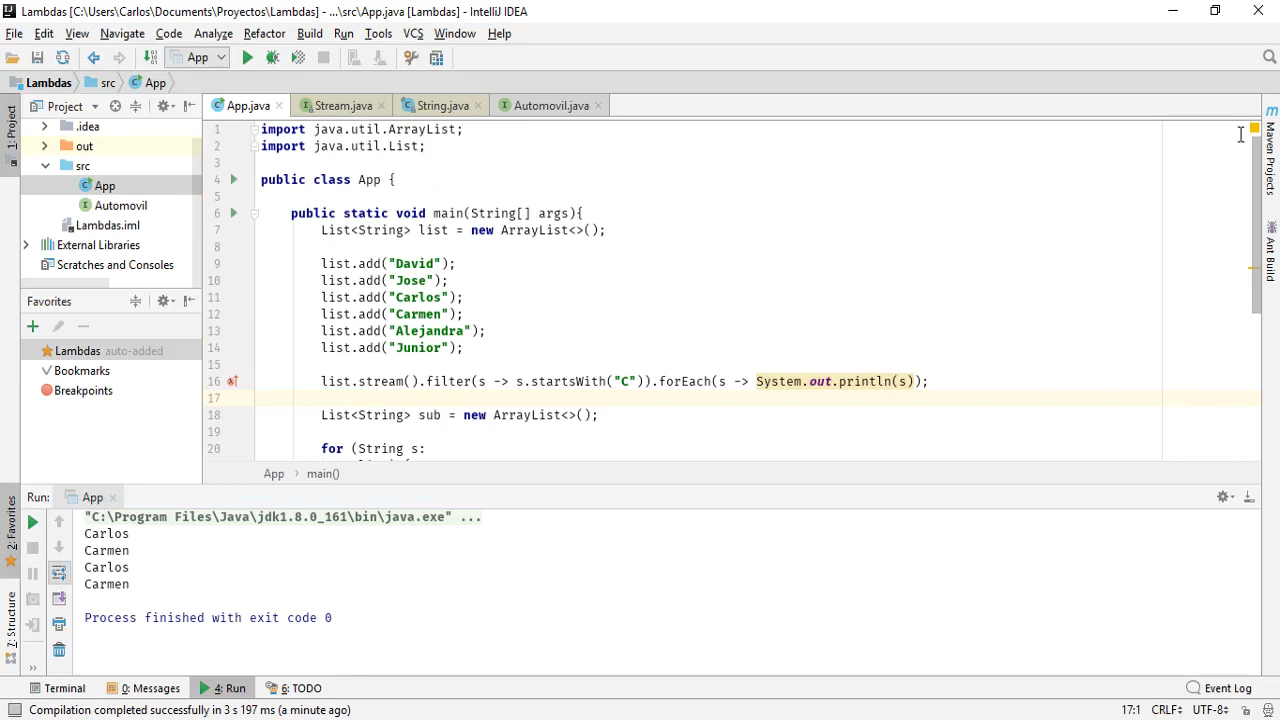 Lambdas [C:\Users\Carlos\Documents\Proyectos\Lambdas] - ...\src\App.java [Lambdas] - IntelliJ IDEA
File Edit View Navigate Code Analyze Refactor Build Run Tools VCS Window Help
App
Lambdas src App
1: Project
Project
.idea
out
src
App
Automovil
Lambdas.iml
External Libraries
Scratches and Consoles
Favorites
Lambdas auto-added
Bookmarks
Breakpoints
App.java Stream.java String.java Automovil.java
1 import java.util.ArrayList;
2 import java.util.List;
3
4 public class App {
5
6 public static void main(String[] args){
7 List<String> list = new ArrayList<>();
8
9 list.add("David");
10 list.add("Jose");
11 list.add("Carlos");
12 list.add("Carmen");
13 list.add("Alejandra");
14 list.add("Junior");
15
16 list.stream().filter(s -> s.startsWith("C")).forEach(s -> System.out.println(s));
17
18 List<String> sub = new ArrayList<>();
19
20 for (String s:
App main()
Maven Projects
Ant Build
2: Favorites
7: Structure
Run: App
"C:\Program Files\Java\jdk1.8.0_161\bin\java.exe" ...
Carlos
Carmen
Carlos
Carmen
Process finished with exit code 0
Terminal 0: Messages 4: Run 6: TODO Event Log
Compilation completed successfully in 3 s 197 ms (a minute ago) 17:1 CRLF UTF-8